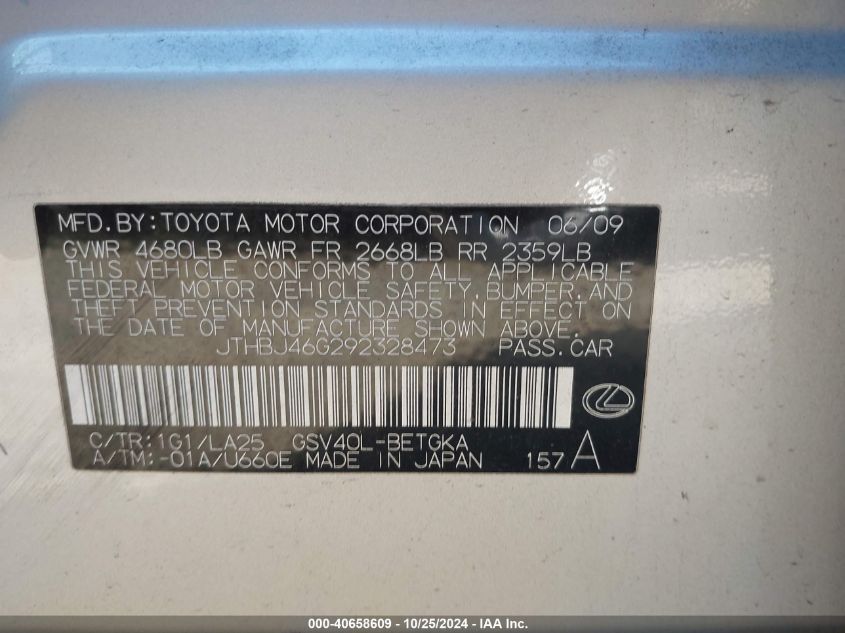 MFD.BY:TOYOTA MOTOR CORPORATION 06/09
GVWR 4680LB GAWR FR 2668LB RR 2359LB
THIS VEHICLE CONFORMS TO ALL APPLICABLE
FEDERAL MOTOR VEHICLE SAFETY,BUMPER,AND
THEFT PREVENTION STANDARDS IN EFFECT ON
THE DATE OF MANUFACTURE SHOWN ABOVE.
JTHBJ46G292328473 PASS.CAR
C/TR:1G1/LA25 GSV40L-BETGKA
A/TM:-01A/U660E MADE IN JAPAN 157A
000-40658609 - 10/25/2024 - IAA Inc.